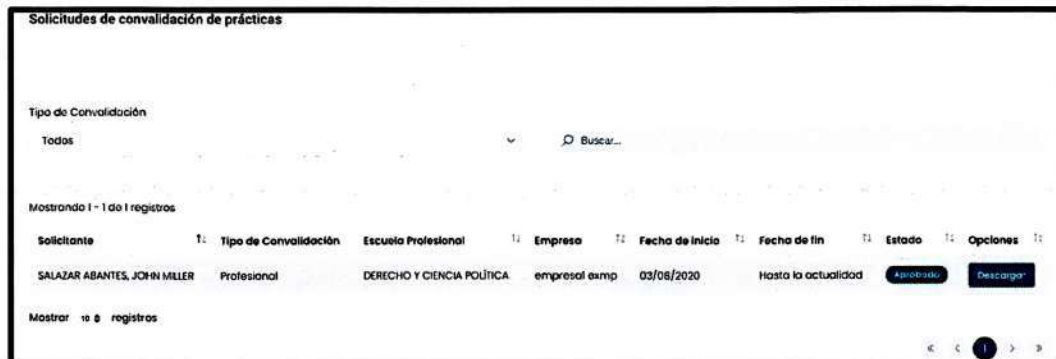 Solicitudes de convalidación de prácticas
Tipo de Convalidación
Todos
Buscar...
Mostrando 1 - 1 de 1 registros
Solicitante Tipo de Convalidación Escuela Profesional Empresa Fecha de inicio Fecha de fin Estado Opciones
SALAZAR ABANTES, JOHN MILLER Profesional DERECHO Y CIENCIA POLÍTICA empresa1 exmp 03/08/2020 Hasta la actualidad Aprobado Descargar
Mostrar 10 registros
« ‹ 1 › »